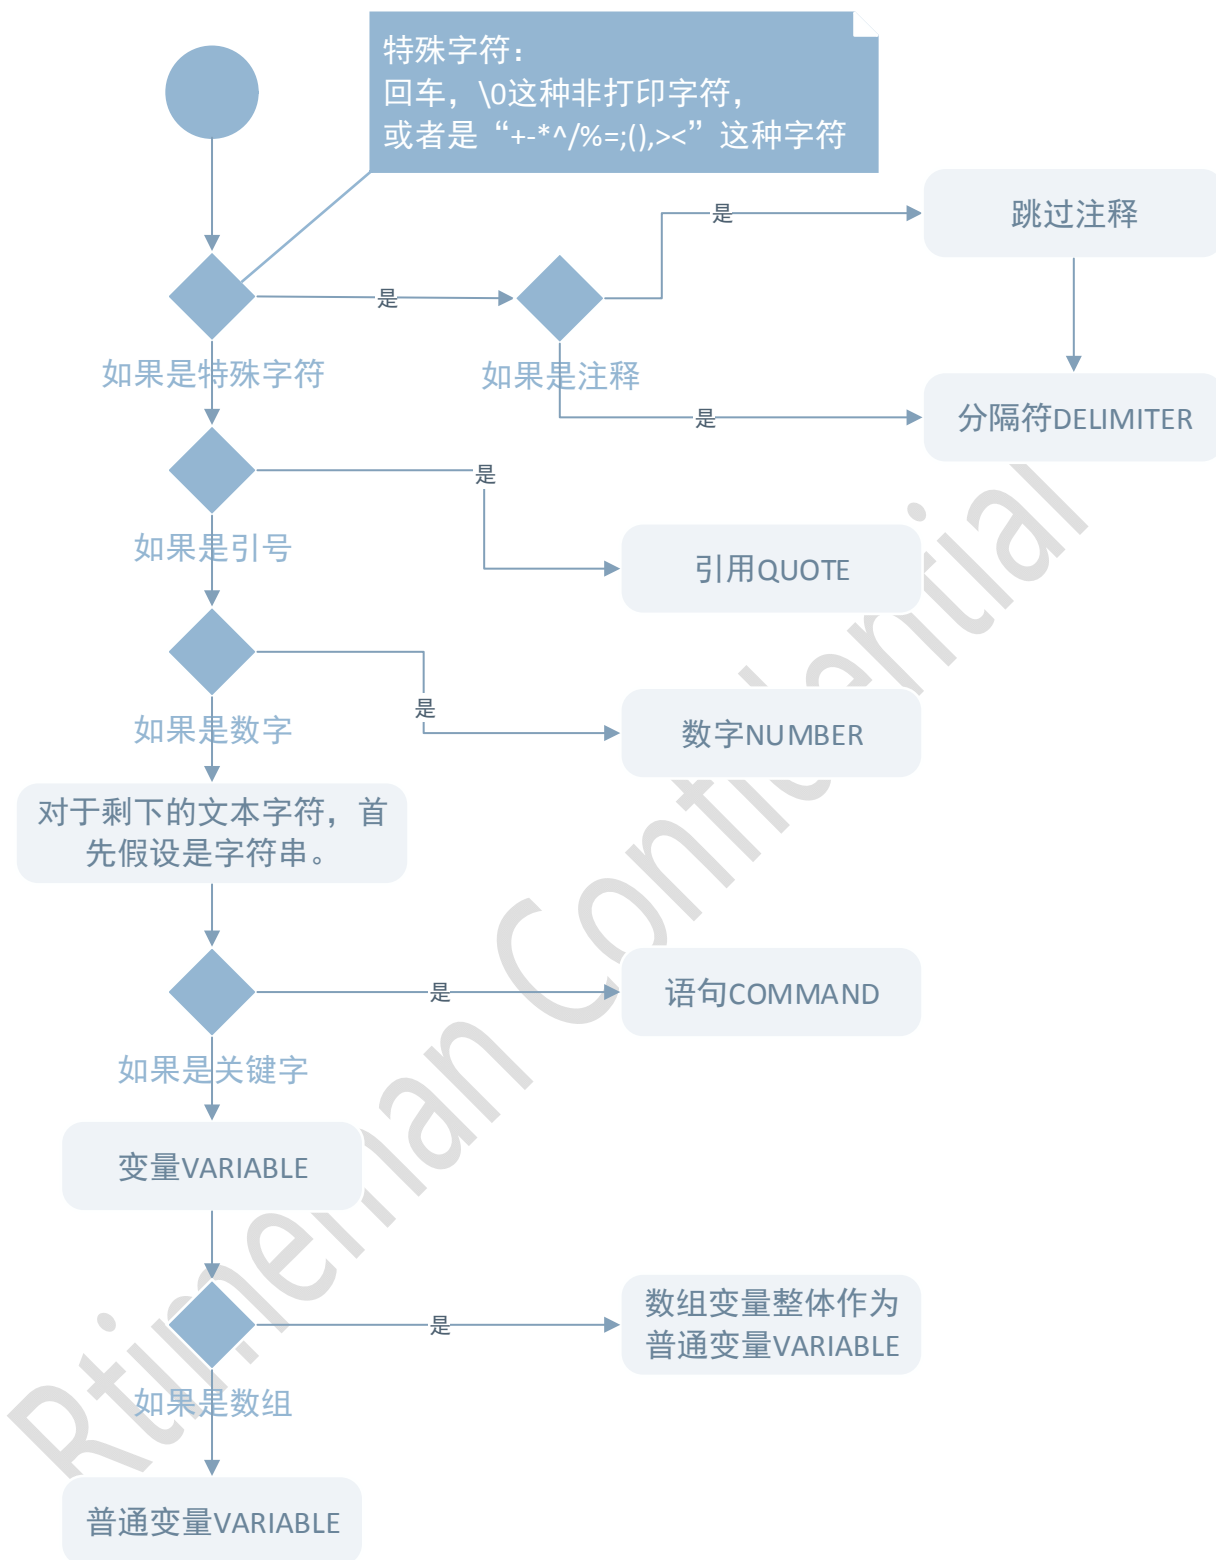 特殊字符：
回车，\0这种非打印字符，
或者是“+-*^/%=;(),><”这种字符
是
跳过注释
是
如果是特殊字符
如果是注释
是
分隔符DELIMITER
是
如果是引号
引用QUOTE
是
如果是数字
数字NUMBER
对于剩下的文本字符，首
先假设是字符串。
是
语句COMMAND
如果是关键字
变量VARIABLE
是
数组变量整体作为
普通变量VARIABLE
如果是数组
普通变量VARIABLE
Rtimeman Confidential